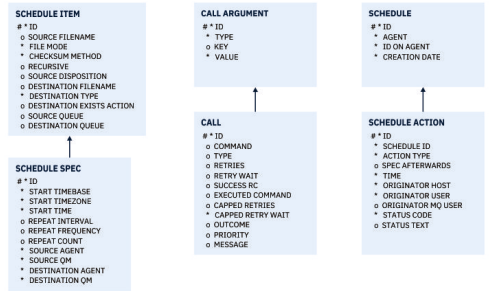 SCHEDULE ITEM
# * ID
o SOURCE FILENAME
* FILE MODE
* CHECKSUM METHOD
o RECURSIVE
o SOURCE DISPOSITION
o DESTINATION FILENAME
* DESTINATION TYPE
o DESTINATION EXISTS ACTION
o SOURCE QUEUE
o DESTINATION QUEUE
SCHEDULE SPEC
# * ID
* START TIMEBASE
* START TIMEZONE
* START TIME
o REPEAT INTERVAL
o REPEAT FREQUENCY
o REPEAT COUNT
* SOURCE AGENT
* SOURCE QM
* DESTINATION AGENT
* DESTINATION QM
CALL ARGUMENT
# * ID
* TYPE
o KEY
* VALUE
CALL
# * ID
o COMMAND
o TYPE
o RETRIES
o RETRY WAIT
o SUCCESS RC
o EXECUTED COMMAND
o CAPPED RETRIES
* CAPPED RETRY WAIT
o OUTCOME
o PRIORITY
o MESSAGE
SCHEDULE
# * ID
* AGENT
* ID ON AGENT
* CREATION DATE
SCHEDULE ACTION
# * ID
* SCHEDULE ID
* ACTION TYPE
o SPEC AFTERWARDS
* TIME
* ORIGINATOR HOST
* ORIGINATOR USER
o ORIGINATOR MQ USER
* STATUS CODE
o STATUS TEXT